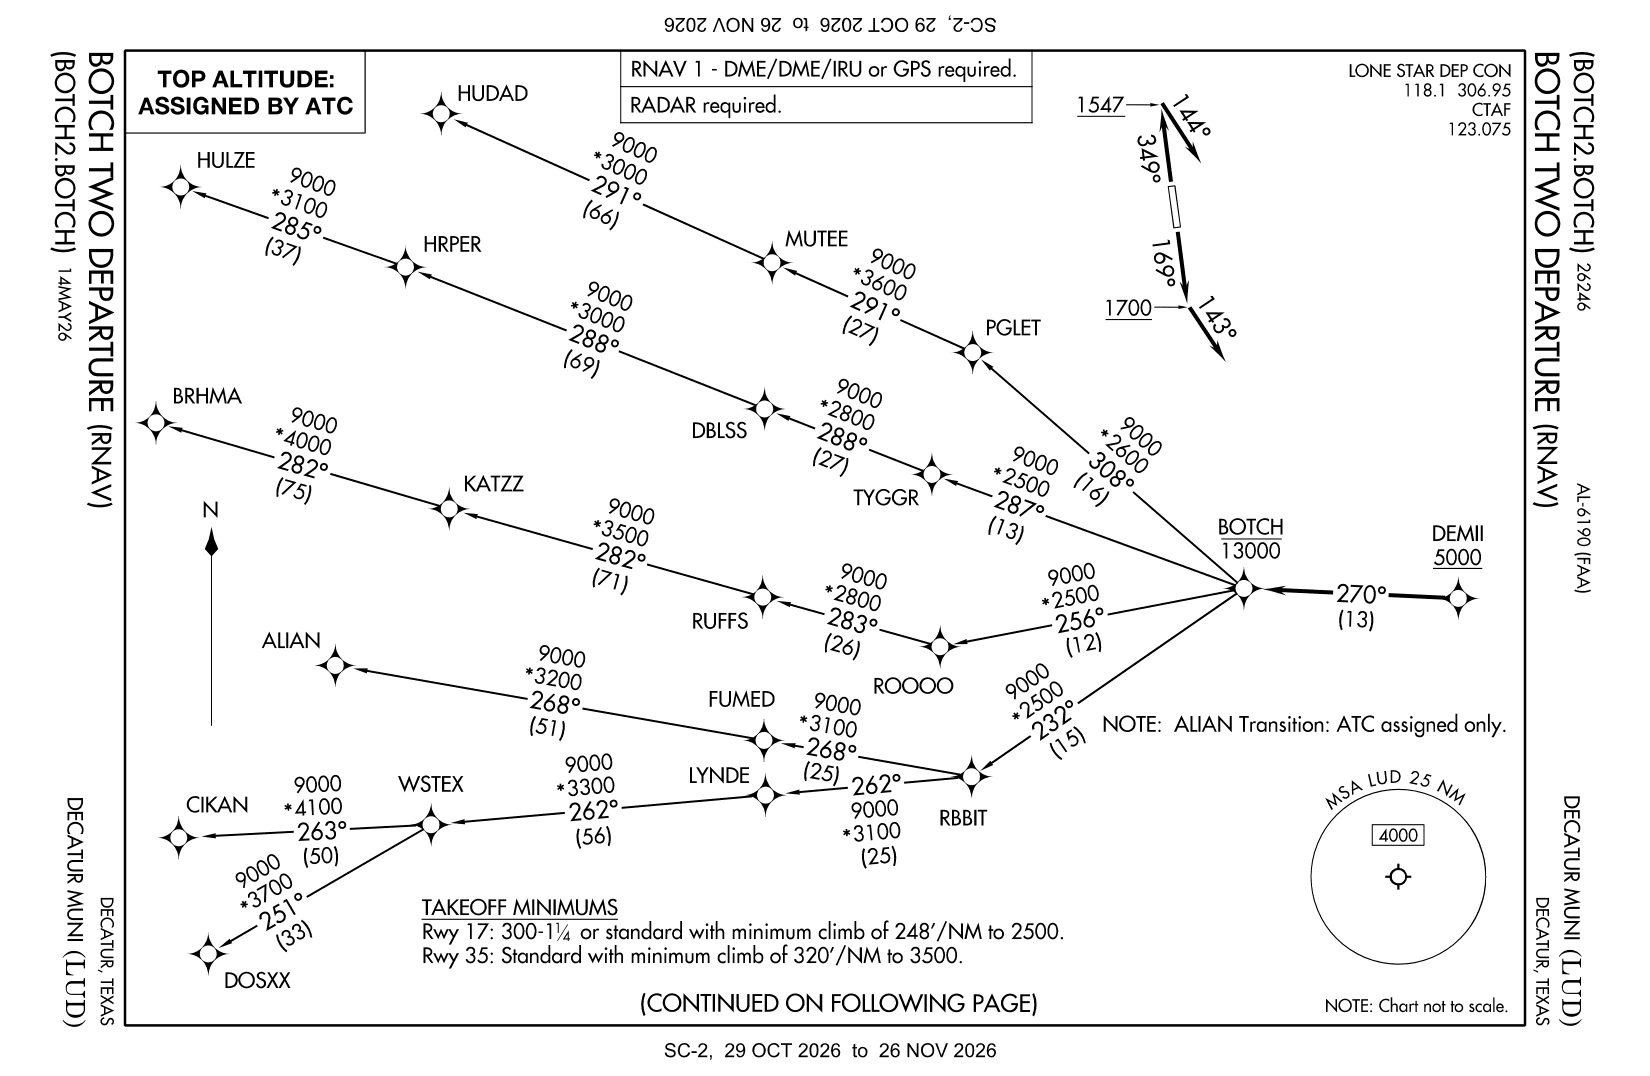 SC-2, 29 OCT 2026 to 26 NOV 2026
(BOTCH2.BOTCH) 14MAY26
BOTCH TWO DEPARTURE (RNAV)
DECATUR MUNI (LUD)
DECATUR, TEXAS
TOP ALTITUDE:
ASSIGNED BY ATC
RNAV 1 - DME/DME/IRU or GPS required.
RADAR required.
LONE STAR DEP CON
118.1 306.95
CTAF
123.075
1547
144°
349°
169°
1700
143°
HUDAD
9000
*3000
291°
(66)
MUTEE
9000
*3600
291°
(27)
PGLET
9000
*2600
308°
(16)
HULZE
9000
*3100
285°
(37)
HRPER
9000
*3000
288°
(69)
DBLSS
9000
*2800
288°
(27)
TYGGR
9000
*2500
287°
(13)
BOTCH
13000
DEMII
5000
270°
(13)
BRHMA
9000
*4000
282°
(75)
KATZZ
9000
*3500
282°
(71)
RUFFS
9000
*2800
283°
(26)
ROOOO
9000
*2500
256°
(12)
N
ALIAN
9000
*3200
268°
(51)
FUMED
9000
*3100
268°
(25)
RBBIT
9000
*2500
232°
(15)
NOTE: ALIAN Transition: ATC assigned only.
CIKAN
9000
*4100
263°
(50)
WSTEX
9000
*3300
262°
(56)
LYNDE
262°
9000
*3100
(25)
9000
*3700
251°
(33)
DOSXX
MSA LUD 25 NM
4000
TAKEOFF MINIMUMS
Rwy 17: 300-1¼ or standard with minimum climb of 248'/NM to 2500.
Rwy 35: Standard with minimum climb of 320'/NM to 3500.
(CONTINUED ON FOLLOWING PAGE)
NOTE: Chart not to scale.
(BOTCH2.BOTCH) 26246
BOTCH TWO DEPARTURE (RNAV)
AL-6190 (FAA)
DECATUR MUNI (LUD)
DECATUR, TEXAS
SC-2, 29 OCT 2026 to 26 NOV 2026